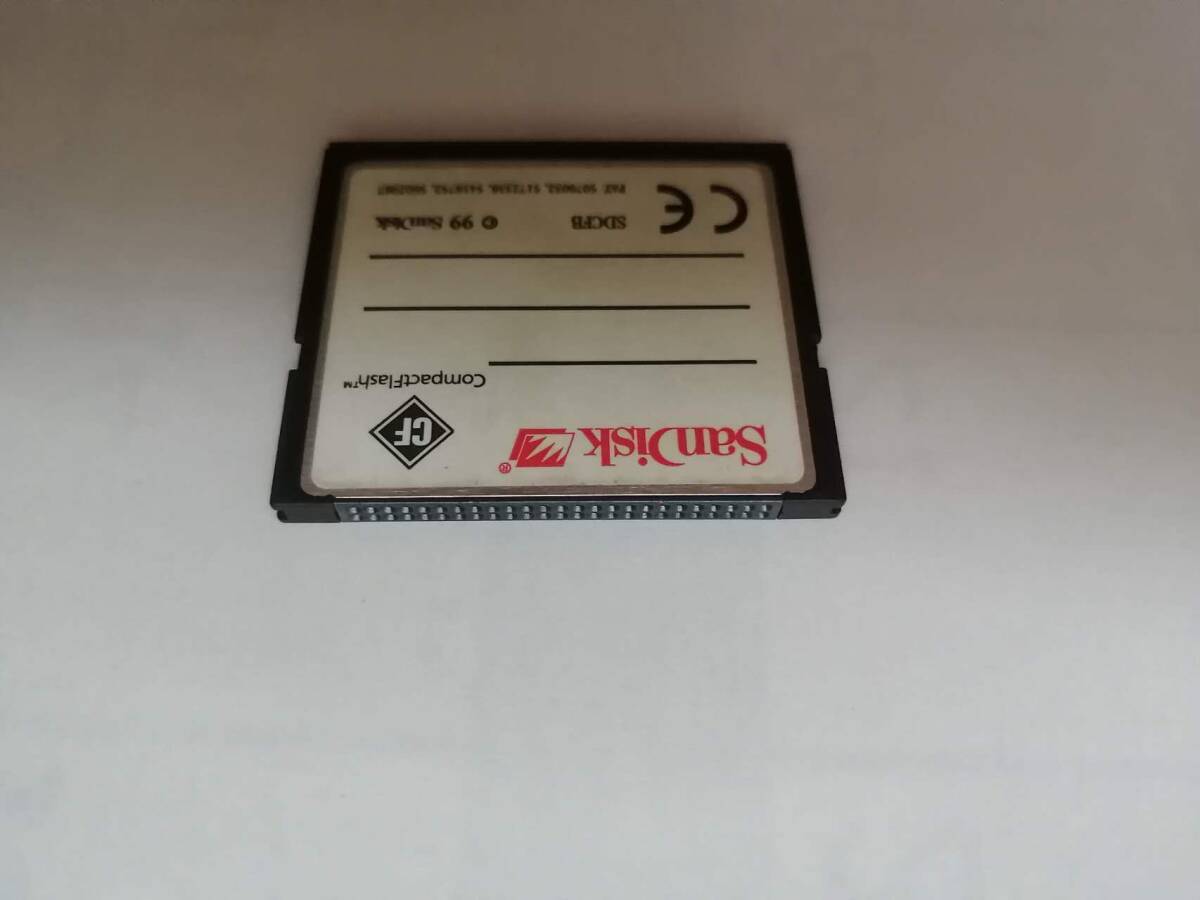 SanDisk®
CF
CompactFlash™
CE SDCFB © 99 SanDisk
PAT 5070032, 5172338, 5418752, 5602987